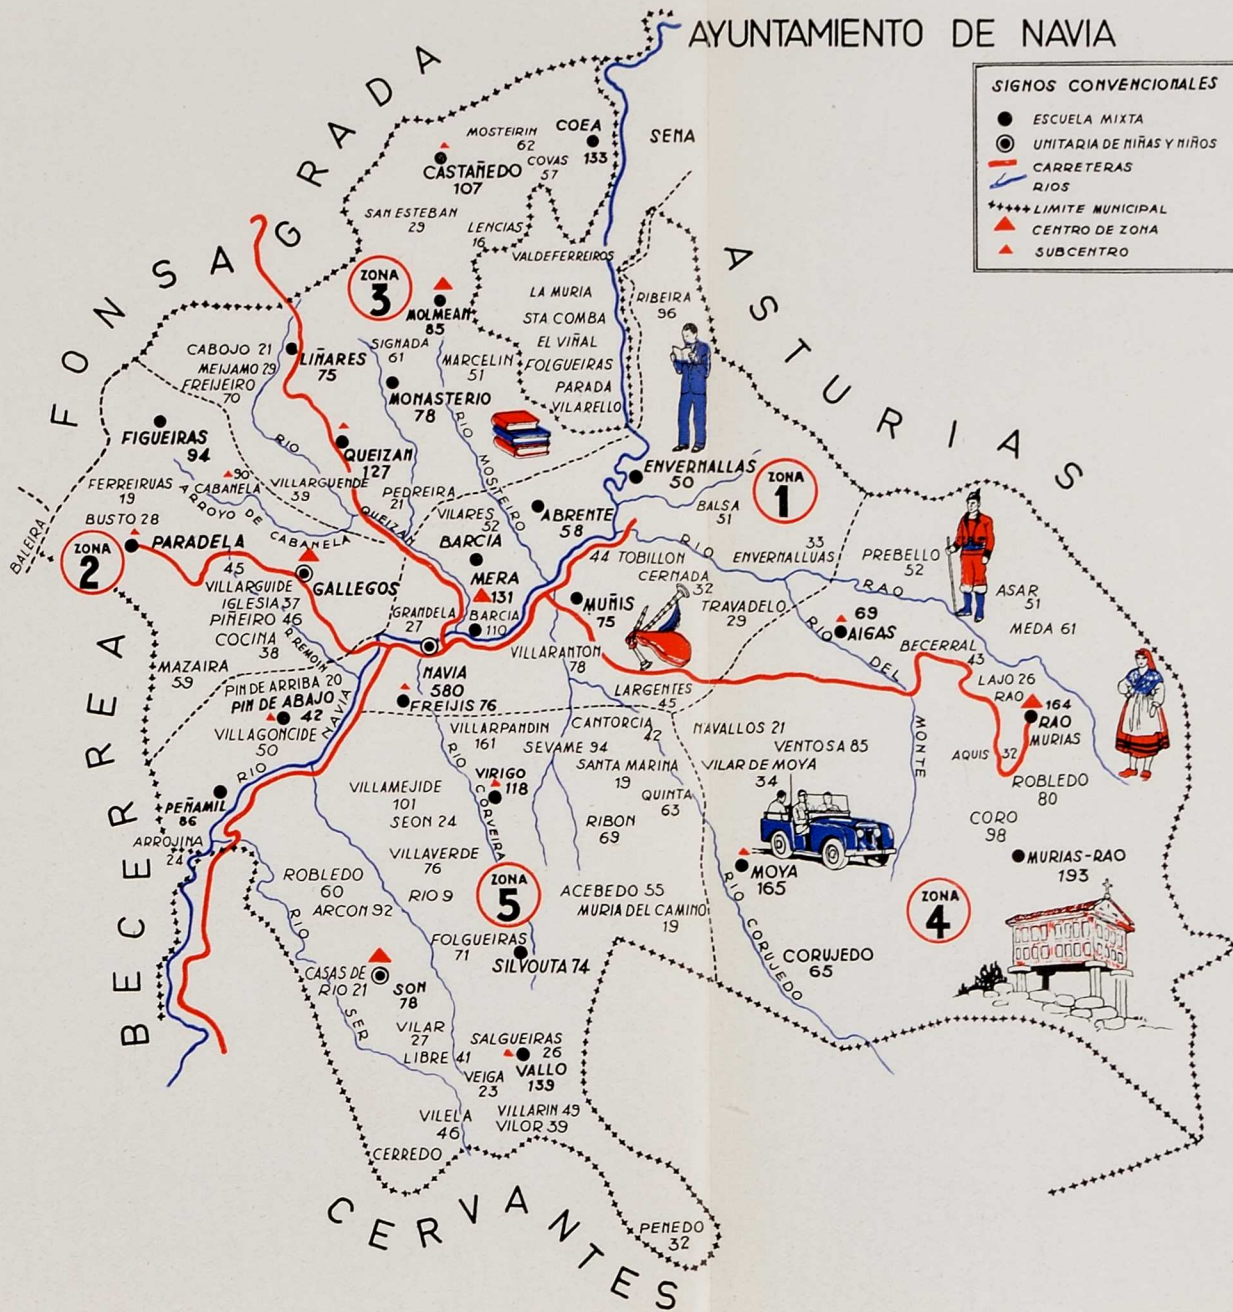 AYUNTAMIENTO DE NAVIA
SIGNOS CONVENCIONALES
ESCUELA MIXTA
UNITARIA DE NIÑAS Y NIÑOS
CARRETERAS
RIOS
LIMITE MUNICIPAL
CENTRO DE ZONA
SUBCENTRO
FONSAGRADA
ASTURIAS
BALEIRA
BECERREA
CERVANTES
SENA
MOSTEIRIN
62
COEA
133
CASTAÑEDO
107
COVAS
57
SAN ESTEBAN
29
LENCIAS
16
VALDEFERREIROS
ZONA
3
MOLMEAN
85
LA MURIA
STA COMBA
EL VIÑAL
FOLGUEIRAS
PARADA
VILARELLO
RIBEIRA
96
CABOJO 21
MEIJAMO 29
FREIJEIRO
70
LIÑARES
75
SIGNADA
61
MARCELIN
51
MONASTERIO
78
FIGUEIRAS
94
QUEIZAN
127
RIO
QUEIZAN
RIO MOSITEIRO
90
CABANELA
VILLARGUENDE
39
PEDREIRA
21
FERREIRUAS
19
ARROYO DE
CABANELA
BUSTO 28
PARADELA
ZONA
2
45
VILLARGUIDE
IGLESIA 37
PIÑEIRO 46
COCINA
38
GALLEGOS
MAZAIRA
59
R. REMOIN
PIN DE ARRIBA 20
PIN DE ABAJO
42
VILLAGONCIDE
50
RIO NAVIA
PEÑAMIL
86
ARROJINA
24
ENVERNALLAS
50
ZONA
1
ABRENTE
58
BALSA
51
VILARES
52
BARCIA
MERA
131
BARCIA
110
GRANDELA
27
NAVIA
580
FREIJIS 76
44 TOBILLON
CERNADA
32
MUÑIS
75
TRAVADELO
29
VILLARANTON
78
LARGENTES
45
RIO RAO
33
ENVERNALLUAS
PREBELLO
52
ASAR
51
MEDA 61
69
AIGAS
RIO DEL
MONTE
BECERRAL
43
LAJO 26
RAO
164
RAO
MURIAS
AQUIS 32
ROBLEDO
80
CORO
98
MURIAS-RAO
193
ZONA
4
NAVALLOS 21
VENTOSA 85
VILAR DE MOYA
34
MOYA
165
RIO CORUJEDO
CORUJEDO
65
VILLARPANDIN
161
CANTORCIA
42
SEVAME 94
SANTA MARINA
19
QUINTA
63
VIRIGO
118
RIO CORVEIRA
RIBON
69
VILLAMEJIDE
101
SEON 24
VILLAVERDE
76
RIO 9
ROBLEDO
60
ARCON 92
ZONA
5
ACEBEDO 55
MURIA DEL CAMINO
19
FOLGUEIRAS
71
SILVOUTA 74
CASAS DE
RIO 21
SON
78
RIO SER
VILAR
27
LIBRE 41
SALGUEIRAS
26
VALLO
139
VEIGA
23
VILLARIN 49
VILOR 39
VILELA
46
CERREDO
PENEDO
32